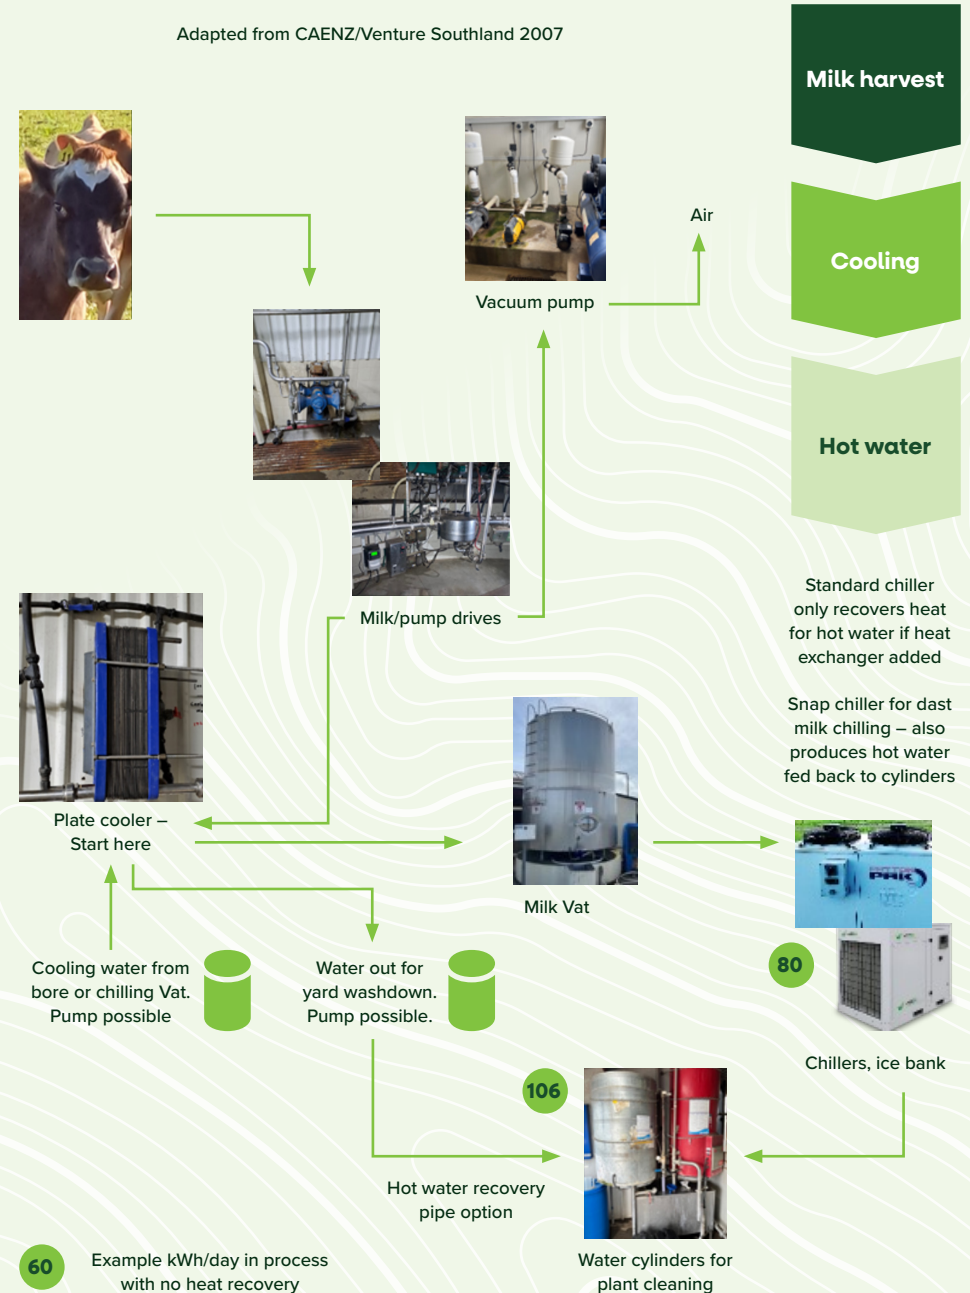 Adapted from CAENZ/Venture Southland 2007
Milk harvest
Cooling
Hot water
Air
Vacuum pump
Milk/pump drives
Standard chiller
only recovers heat
for hot water if heat
exchanger added
Snap chiller for dast
milk chilling – also
produces hot water
fed back to cylinders
Plate cooler –
Start here
Milk Vat
PAK
Cooling water from
bore or chilling Vat.
Pump possible
Water out for
yard washdown.
Pump possible.
80
Chillers, ice bank
106
Hot water recovery
pipe option
Water cylinders for
plant cleaning
60
Example kWh/day in process
with no heat recovery